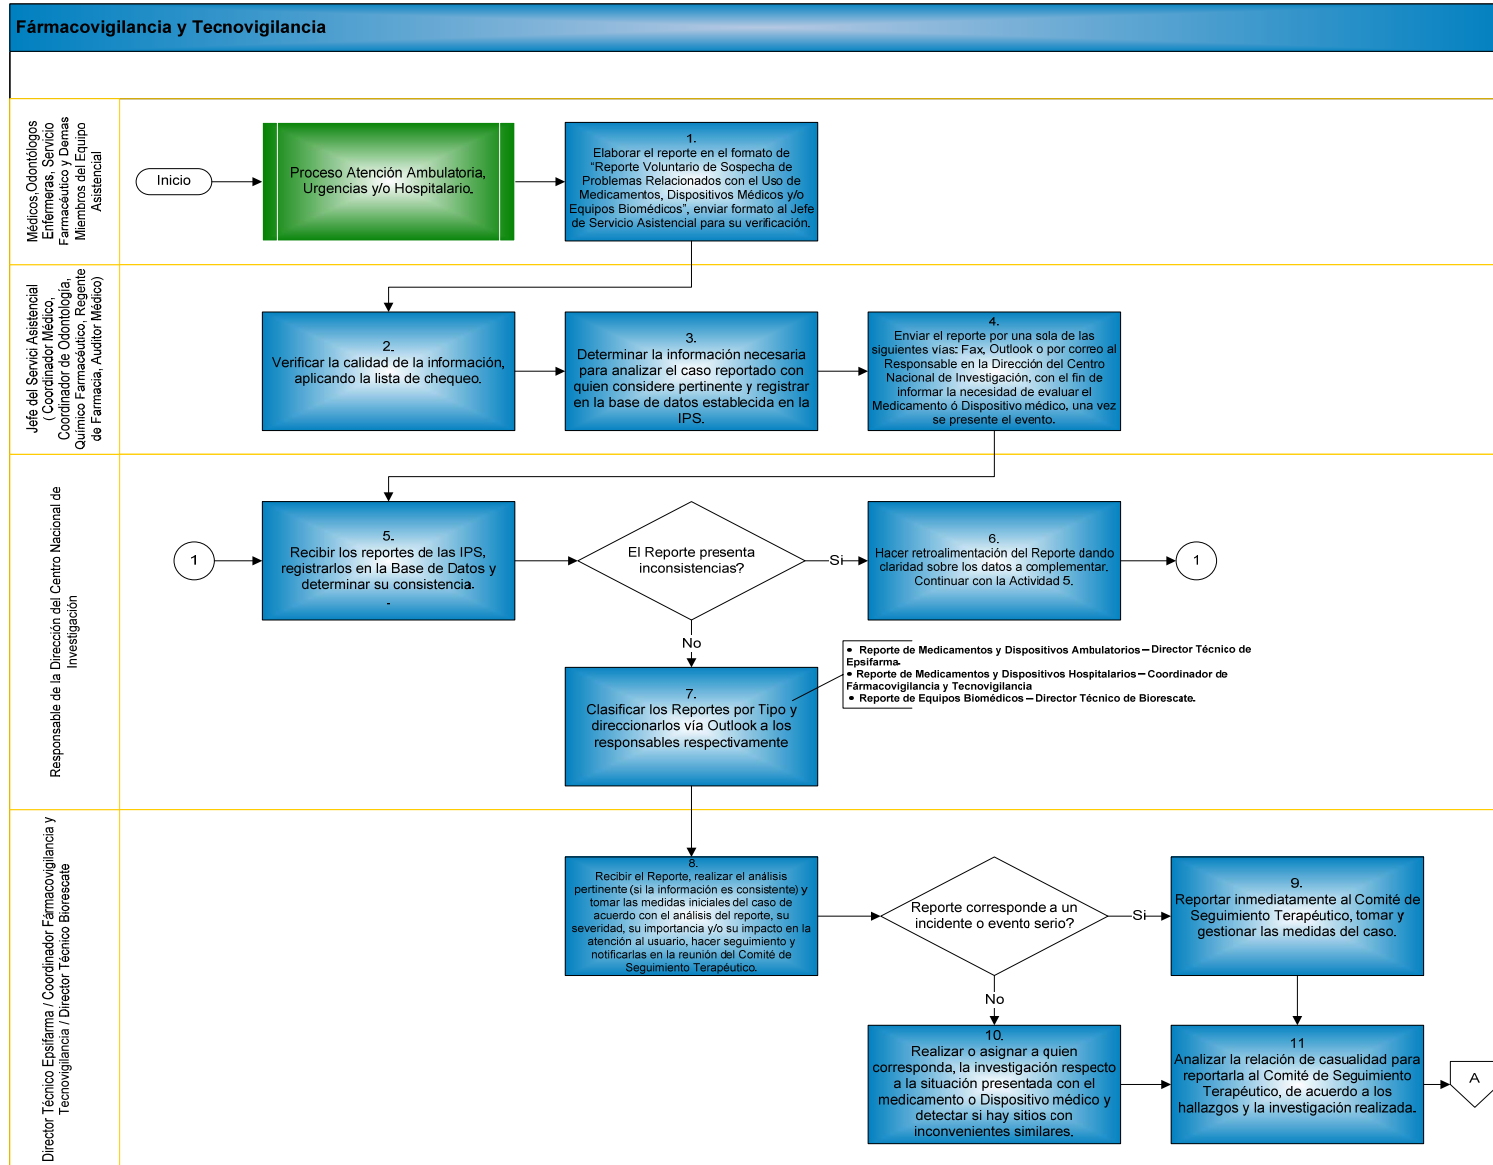 Fármacovigilancia y Tecnovigilancia
Médicos,Odontólogos
Enfermeras, Servicio
Farmacéutico y Demas
Miembros del Equipo
Asistencial
Inicio
Proceso Atención Ambulatoria,
Urgencias y/o Hospitalario.
1.
Elaborar el reporte en el formato de
“Reporte Voluntario de Sospecha de
Problemas Relacionados con el Uso de
Medicamentos, Dispositivos Médicos y/o
Equipos Biomédicos”, enviar formato al Jefe
de Servicio Asistencial para su verificación.
Jefe del Servici Asistencial
( Coordinador Médico,
Coordinador de Odontología,
Químico Farmacéutico, Regente
de Farmacia, Auditor Médico)
2.
Verificar la calidad de la información,
aplicando la lista de chequeo.
3.
Determinar la información necesaria
para analizar el caso reportado con
quien considere pertinente y registrar
en la base de datos establecida en la
IPS.
4.
Enviar el reporte por una sola de las
siguientes vías: Fax, Outlook o por correo al
Responsable en la Dirección del Centro
Nacional de Investigación, con el fin de
informar la necesidad de evaluar el
Medicamento ó Dispositivo médico, una vez
se presente el evento.
Responsable de la Dirección del Centro Nacional de
Investigación
1
5.
Recibir los reportes de las IPS,
registrarlos en la Base de Datos y
determinar su consistencia.
.
El Reporte presenta
inconsistencias?
Si
6.
Hacer retroalimentación del Reporte dando
claridad sobre los datos a complementar.
Continuar con la Actividad 5.
1
No
7.
Clasificar los Reportes por Tipo y
direccionarlos vía Outlook a los
responsables respectivamente
• Reporte de Medicamentos y Dispositivos Ambulatorios – Director Técnico de
Epsifarma.
• Reporte de Medicamentos y Dispositivos Hospitalarios – Coordinador de
Fármacovigilancia y Tecnovigilancia
• Reporte de Equipos Biomédicos – Director Técnico de Biorescate.
Director Técnico Epsifarma / Coordinador Fármacovigilancia y
Tecnovigilancia / Director Técnico Biorescate
8.
Recibir el Reporte, realizar el análisis
pertinente (si la información es consistente) y
tomar las medidas iniciales del caso de
acuerdo con el análisis del reporte, su
severidad, su importancia y/o su impacto en la
atención al usuario, hacer seguimiento y
notificarlas en la reunión del Comité de
Seguimiento Terapéutico.
Reporte corresponde a un
incidente o evento serio?
Si
9.
Reportar inmediatamente al Comité de
Seguimiento Terapéutico, tomar y
gestionar las medidas del caso.
No
10.
Realizar o asignar a quien
corresponda, la investigación respecto
a la situación presentada con el
medicamento o Dispositivo médico y
detectar si hay sitios con
inconvenientes similares.
11
Analizar la relación de casualidad para
reportarla al Comité de Seguimiento
Terapéutico, de acuerdo a los
hallazgos y la investigación realizada.
A